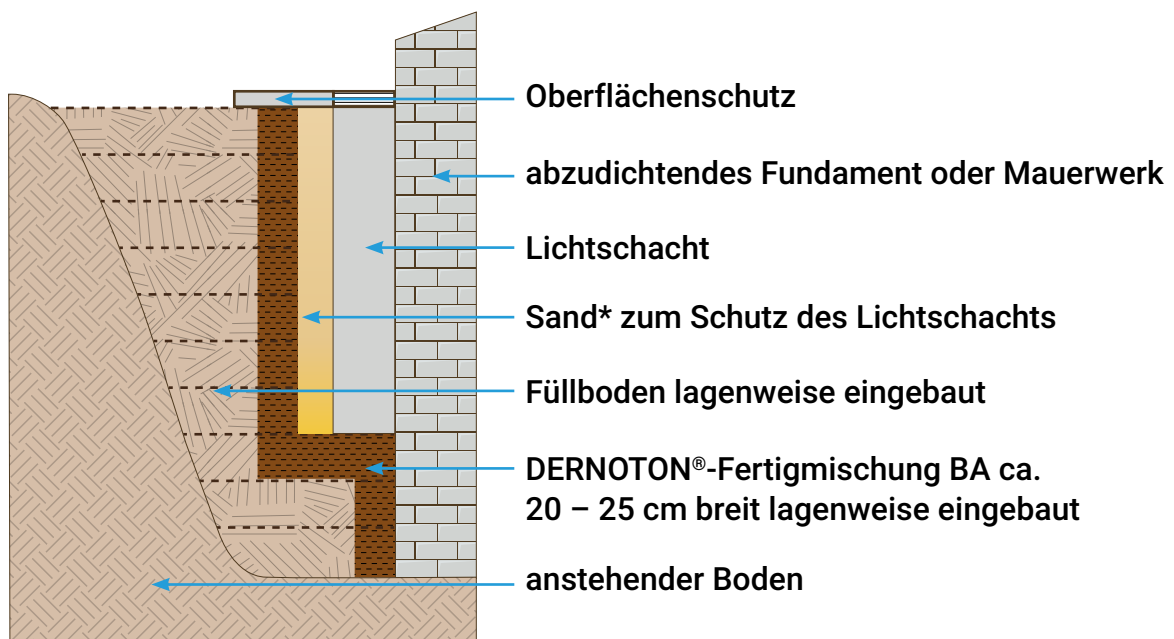 Oberflächenschutz
abzudichtendes Fundament oder Mauerwerk
Lichtschacht
Sand* zum Schutz des Lichtschachts
Füllboden lagenweise eingebaut
DERNOTON®-Fertigmischung BA ca.
20 – 25 cm breit lagenweise eingebaut
anstehender Boden